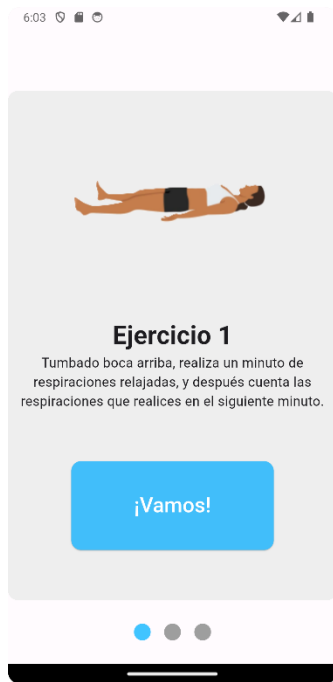 6:03
Ejercicio 1
Tumbado boca arriba, realiza un minuto de
respiraciones relajadas, y después cuenta las
respiraciones que realices en el siguiente minuto.
¡Vamos!